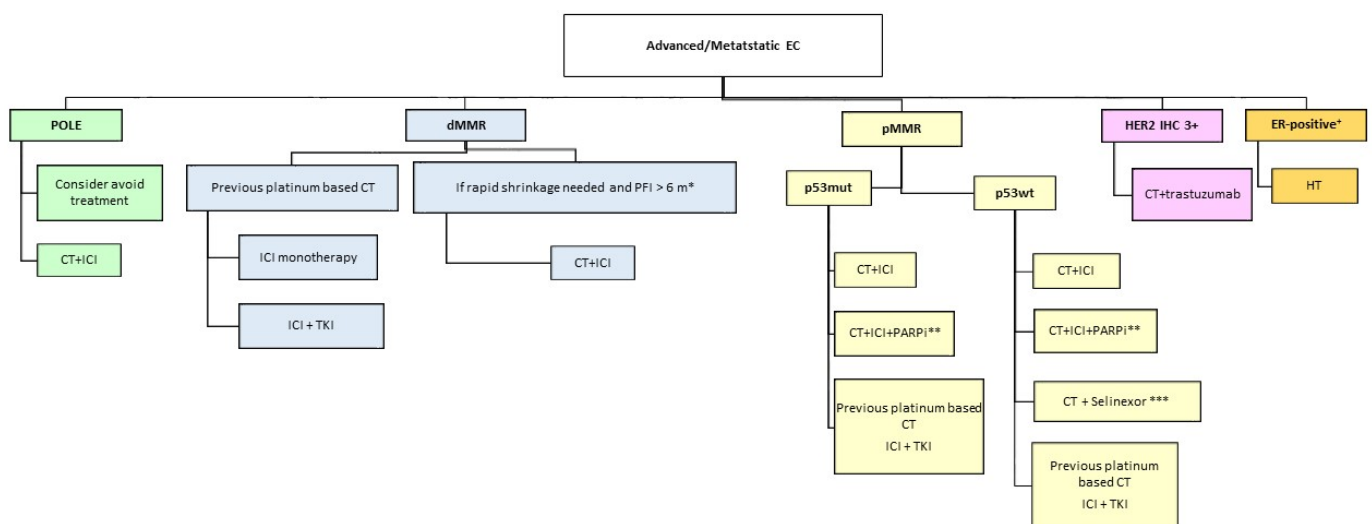 Advanced/Metatstatic EC
POLE
Consider avoid
treatment
CT+ICI
dMMR
Previous platinum based CT
ICI monotherapy
ICI + TKI
If rapid shrinkage needed and PFI > 6 m*
CT+ICI
pMMR
p53mut
CT+ICI
CT+ICI+PARPi**
Previous platinum based
CT
ICI + TKI
p53wt
CT+ICI
CT+ICI+PARPi**
CT + Selinexor ***
Previous platinum
based CT
ICI + TKI
HER2 IHC 3+
CT+trastuzumab
ER-positive⁺
HT